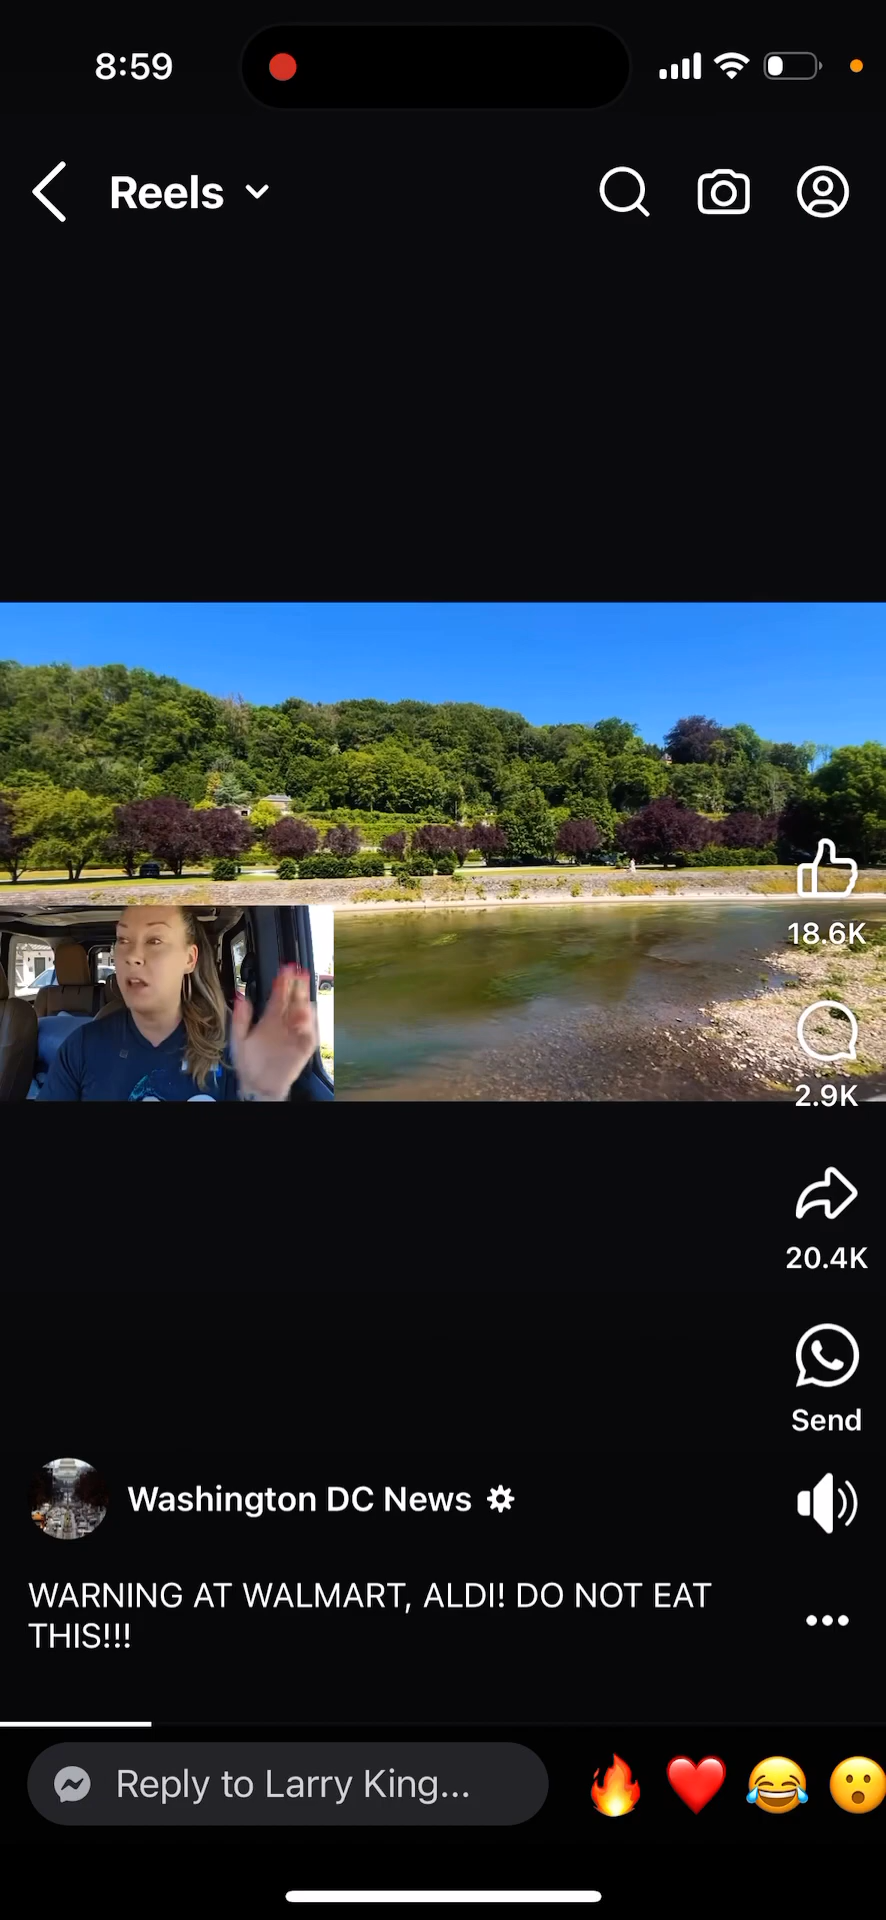 8:59
Reels
18.6K
2.9K
20.4K
Send
Washington DC News
WARNING AT WALMART, ALDI! DO NOT EAT
THIS!!!
Reply to Larry King...